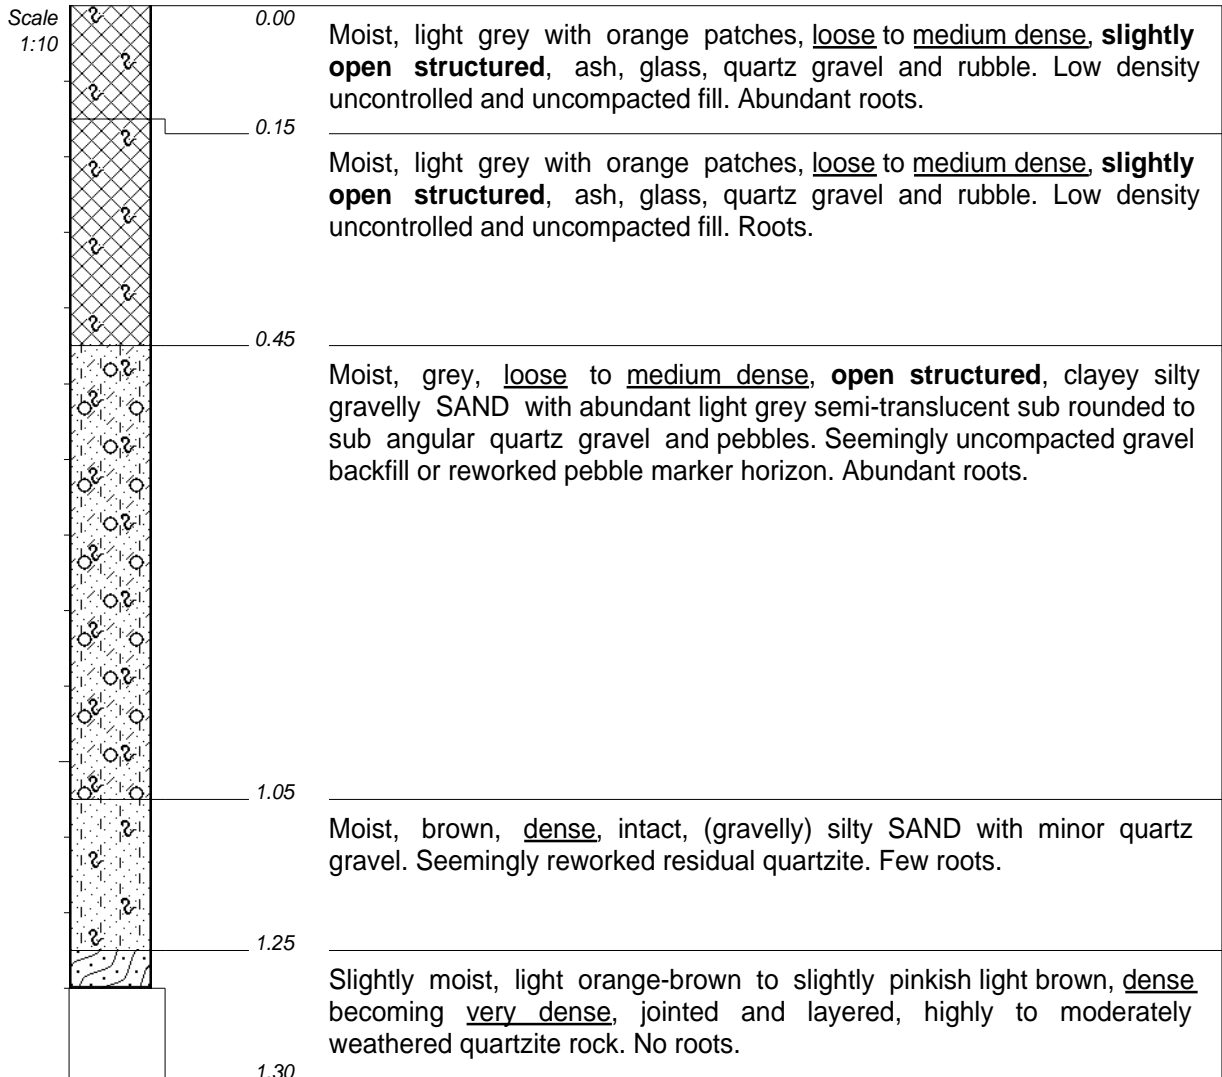 Scale
1:10
0.00
Moist, light grey with orange patches, loose to medium dense, slightly
open structured, ash, glass, quartz gravel and rubble. Low density
uncontrolled and uncompacted fill. Abundant roots.
0.15
Moist, light grey with orange patches, loose to medium dense, slightly
open structured, ash, glass, quartz gravel and rubble. Low density
uncontrolled and uncompacted fill. Roots.
0.45
Moist, grey, loose to medium dense, open structured, clayey silty
gravelly SAND with abundant light grey semi-translucent sub rounded to
sub angular quartz gravel and pebbles. Seemingly uncompacted gravel
backfill or reworked pebble marker horizon. Abundant roots.
1.05
Moist, brown, dense, intact, (gravelly) silty SAND with minor quartz
gravel. Seemingly reworked residual quartzite. Few roots.
1.25
Slightly moist, light orange-brown to slightly pinkish light brown, dense
becoming very dense, jointed and layered, highly to moderately
weathered quartzite rock. No roots.
1.30